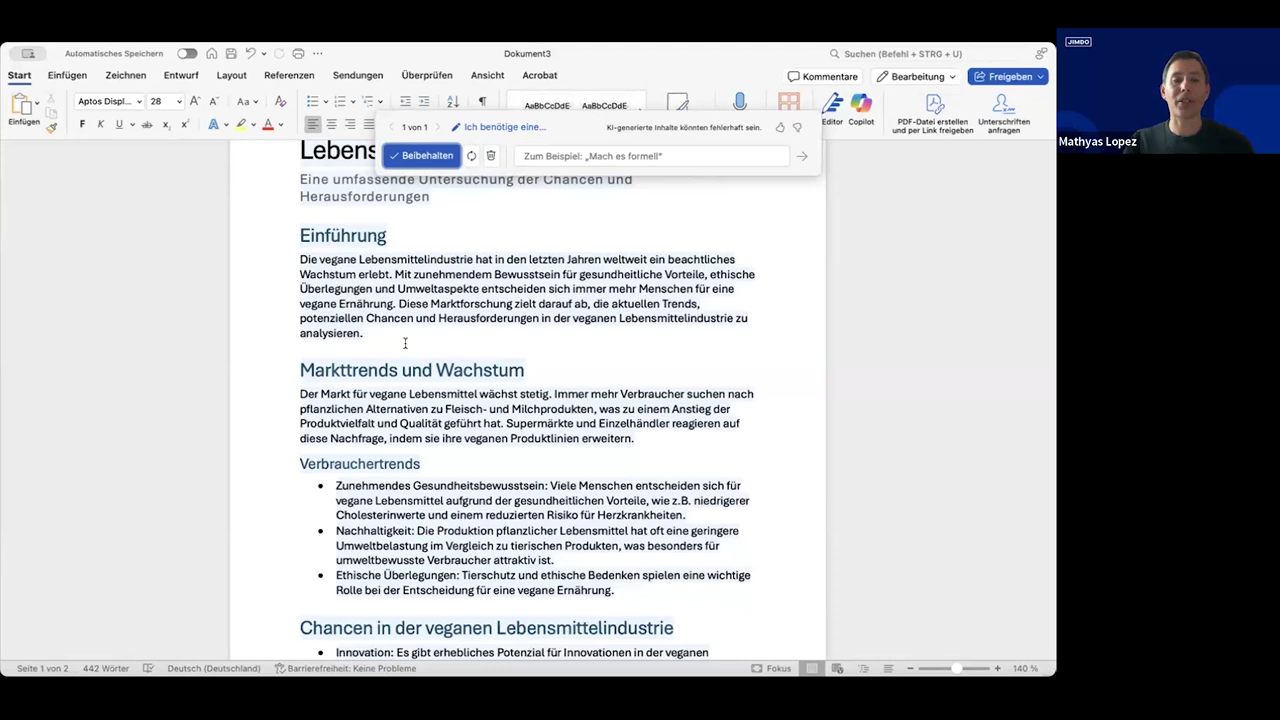 Automatisches Speichern
Dokument3
Suchen (Befehl + STRG + U)
JIMDO
Start Einfügen Zeichnen Entwurf Layout Referenzen Sendungen Überprüfen Ansicht Acrobat
Kommentare Bearbeitung Freigeben
Einfügen
Aptos Displ... 28
AaBbCcDdE AaBbCcDdE
Editor Copilot
PDF-Datei erstellen und per Link freigeben
Unterschriften anfordern
1 von 1 Ich benötige eine... KI-generierte Inhalte könnten fehlerhaft sein.
Beibehalten Zum Beispiel: „Mach es formell“
Mathyas Lopez
Lebens
Eine umfassende Untersuchung der Chancen und
Herausforderungen
Einführung
Die vegane Lebensmittelindustrie hat in den letzten Jahren weltweit ein beachtliches
Wachstum erlebt. Mit zunehmendem Bewusstsein für gesundheitliche Vorteile, ethische
Überlegungen und Umweltaspekte entscheiden sich immer mehr Menschen für eine
vegane Ernährung. Diese Marktforschung zielt darauf ab, die aktuellen Trends,
potenziellen Chancen und Herausforderungen in der veganen Lebensmittelindustrie zu
analysieren.
Markttrends und Wachstum
Der Markt für vegane Lebensmittel wächst stetig. Immer mehr Verbraucher suchen nach
pflanzlichen Alternativen zu Fleisch- und Milchprodukten, was zu einem Anstieg der
Produktvielfalt und Qualität geführt hat. Supermärkte und Einzelhändler reagieren auf
diese Nachfrage, indem sie ihre veganen Produktlinien erweitern.
Verbrauchertrends
• Zunehmendes Gesundheitsbewusstsein: Viele Menschen entscheiden sich für
vegane Lebensmittel aufgrund der gesundheitlichen Vorteile, wie z.B. niedrigerer
Cholesterinwerte und einem reduzierten Risiko für Herzkrankheiten.
• Nachhaltigkeit: Die Produktion pflanzlicher Lebensmittel hat oft eine geringere
Umweltbelastung im Vergleich zu tierischen Produkten, was besonders für
umweltbewusste Verbraucher attraktiv ist.
• Ethische Überlegungen: Tierschutz und ethische Bedenken spielen eine wichtige
Rolle bei der Entscheidung für eine vegane Ernährung.
Chancen in der veganen Lebensmittelindustrie
• Innovation: Es gibt erhebliches Potenzial für Innovationen in der veganen
Seite 1 von 2 442 Wörter Deutsch (Deutschland) Barrierefreiheit: Keine Probleme
Fokus 140 %